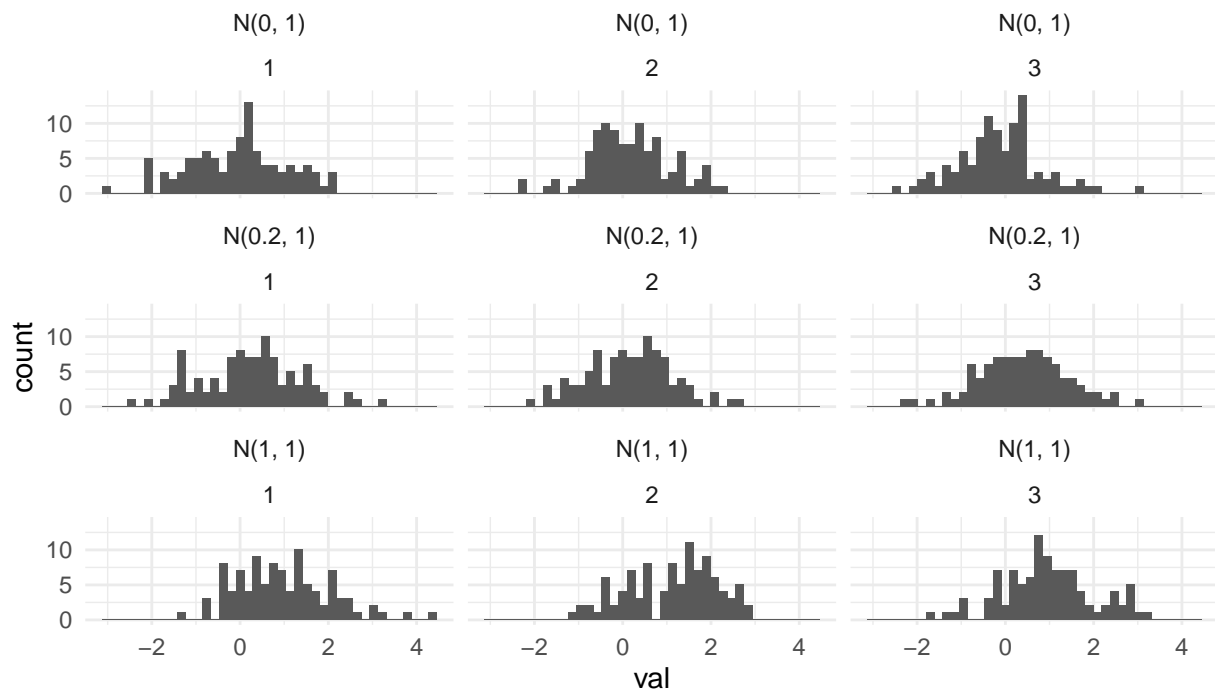 N(0, 1) N(0, 1) N(0, 1)
1 2 3
10
5
0
N(0.2, 1) N(0.2, 1) N(0.2, 1)
1 2 3
count
10
5
0
N(1, 1) N(1, 1) N(1, 1)
1 2 3
10
5
0
−2 0 2 4 −2 0 2 4 −2 0 2 4
val